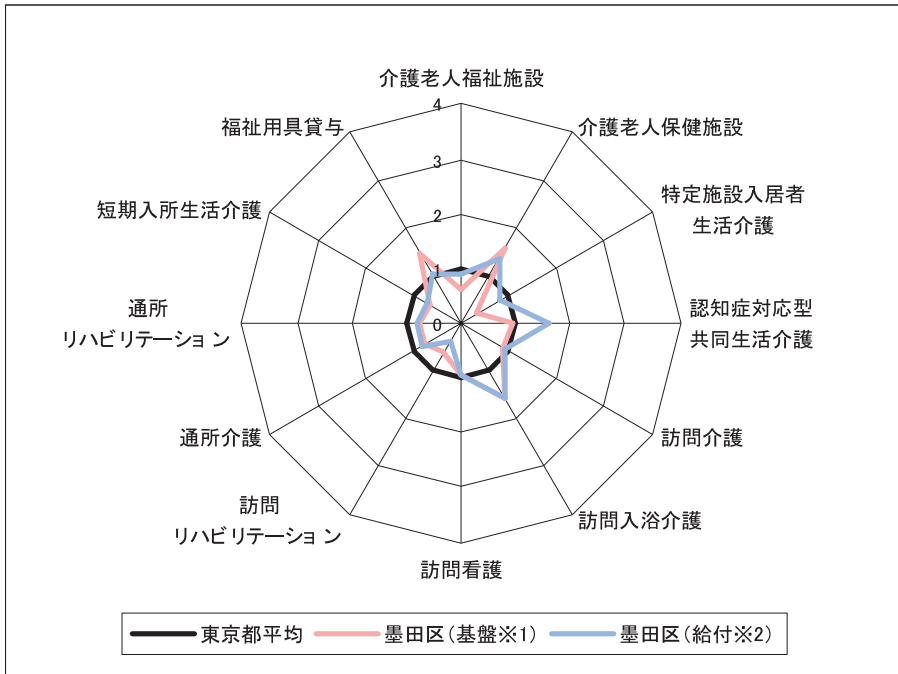 介護老人福祉施設
4
介護老人保健施設
福祉用具貸与
3
特定施設入居者
生活介護
短期入所生活介護
2
1
通所
リハビリテーション
0
認知症対応型
共同生活介護
通所介護
訪問介護
訪問
リハビリテーション
訪問入浴介護
訪問看護
東京都平均
墨田区(基盤※1)
墨田区(給付※2)